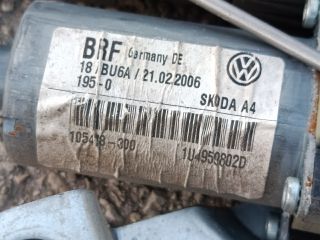 BRF Germany DE
18/BU6A/21.02.2006
195-0
SKODA A4
105418-300
1U4959802D